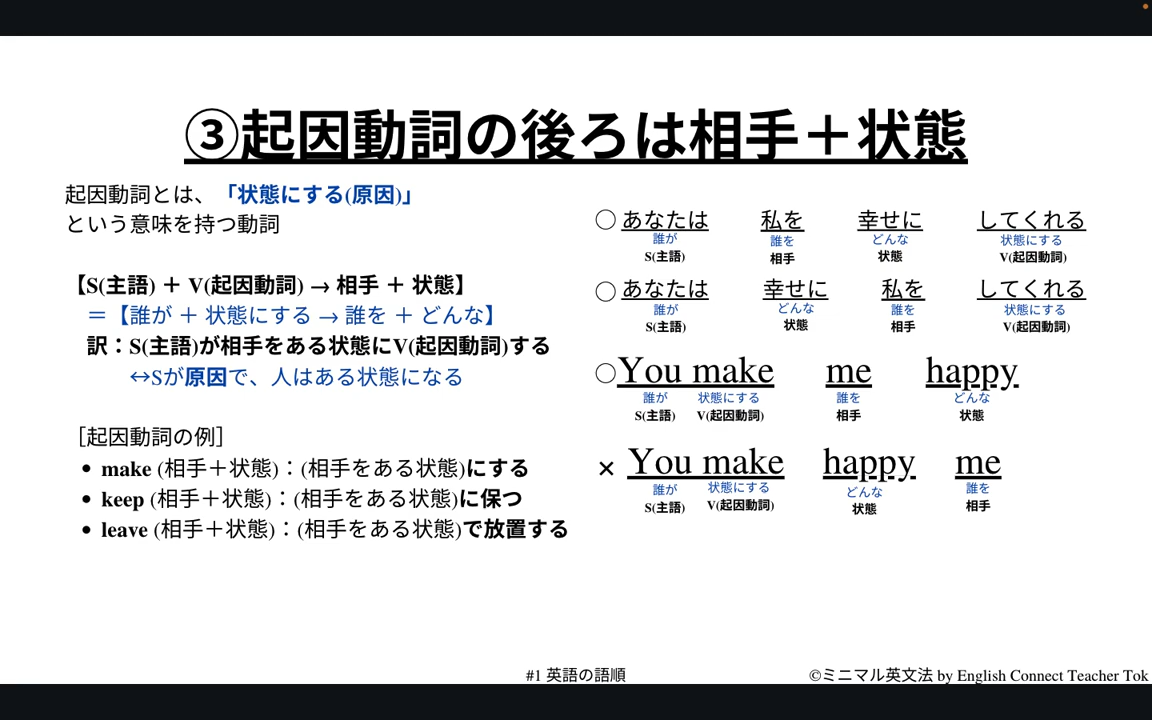 ③起因動詞の後ろは相手＋状態
起因動詞とは、「状態にする(原因)」
という意味を持つ動詞
【S(主語) ＋ V(起因動詞) → 相手 ＋ 状態】
＝【誰が ＋ 状態にする → 誰を ＋ どんな】
訳：S(主語)が相手をある状態にV(起因動詞)する
↔Sが原因で、人はある状態になる
［起因動詞の例］
• make (相手＋状態)：(相手をある状態)にする
• keep (相手＋状態)：(相手をある状態)に保つ
• leave (相手＋状態)：(相手をある状態)で放置する
○あなたは 私を 幸せに してくれる
誰が 誰を どんな 状態にする
S(主語) 相手 状態 V(起因動詞)
○あなたは 幸せに 私を してくれる
誰が どんな 誰を 状態にする
S(主語) 状態 相手 V(起因動詞)
○You make me happy
誰が 状態にする 誰を どんな
S(主語) V(起因動詞) 相手 状態
× You make happy me
誰が 状態にする どんな 誰を
S(主語) V(起因動詞) 状態 相手
#1 英語の語順
©ミニマル英文法 by English Connect Teacher Tok